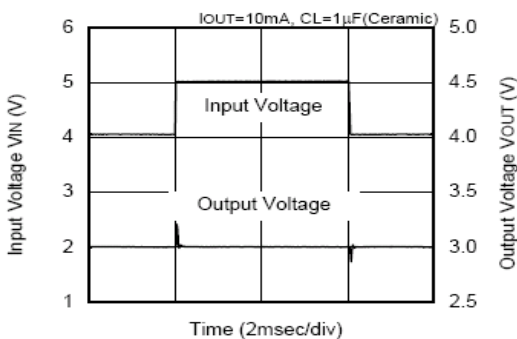 IOUT=10mA, CL=1µF(Ceramic)
6
5
4
3
2
1
Input Voltage VIN (V)
Input Voltage
Output Voltage
5.0
4.5
4.0
3.5
3.0
2.5
Output Voltage VOUT (V)
Time (2msec/div)